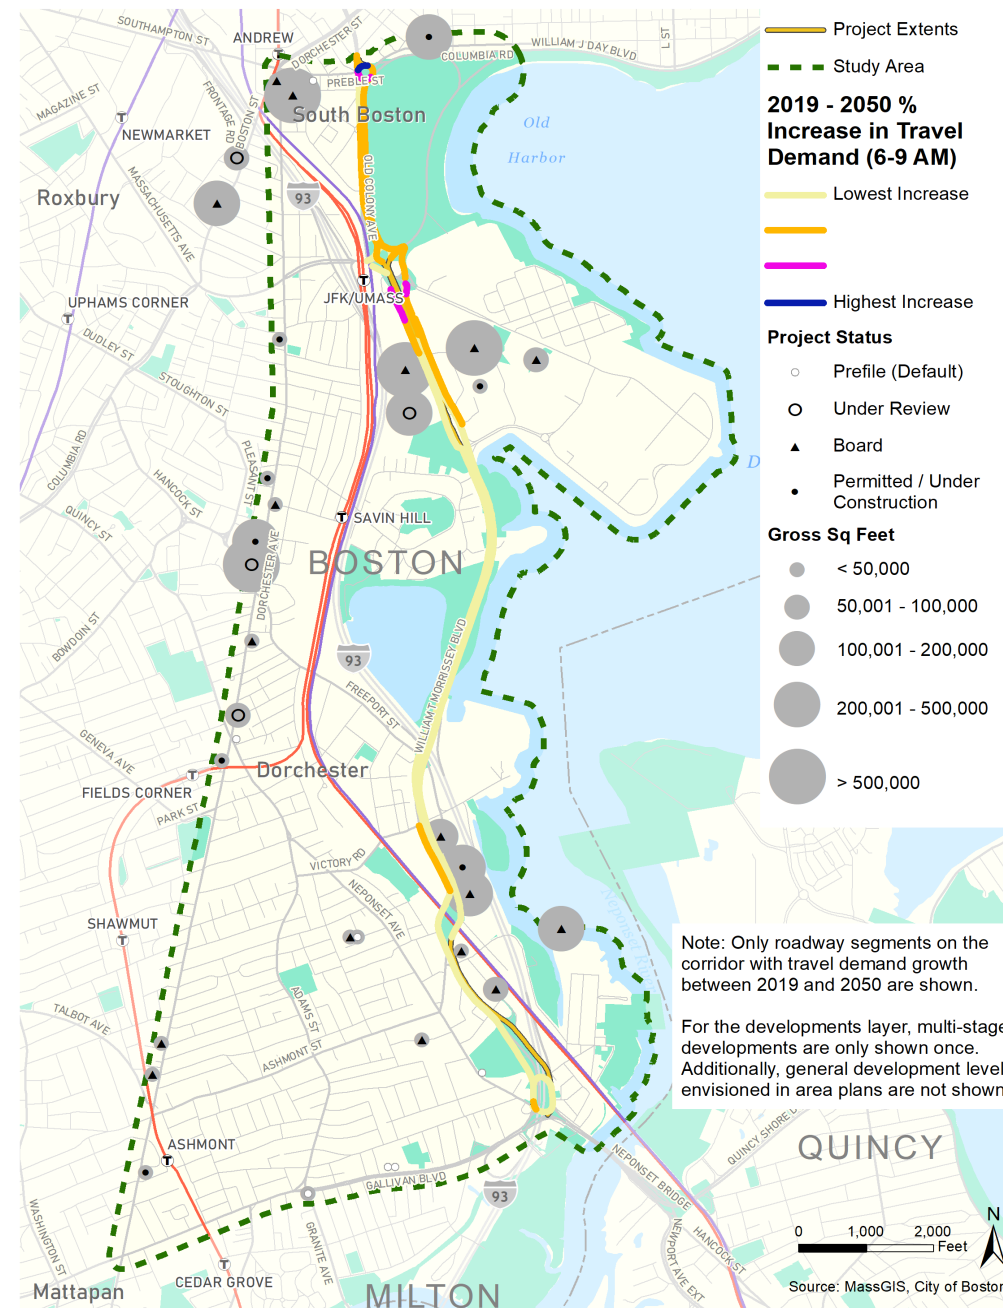 SOUTHAMPTON ST
ANDREW
DORCHESTER ST
COLUMBIA RD
WILLIAM J DAY BLVD
L ST
PREBLE ST
MAGAZINE ST
FRONTAGE RD
BOSTON ST
South Boston
NEWMARKET
Old
Harbor
MASSACHUSETTS AVE
OLD COLONY AVE
Roxbury
93
JFK/UMASS
UPHAMS CORNER
DUDLEY ST
STOUGHTON ST
COLUMBIA RD
PLEASANT ST
HANCOCK ST
D
QUINCY ST
SAVIN HILL
BOSTON
DORCHESTER AVE
BOWDOIN ST
93
WILLIAM T MORRISSEY BLVD
FREEPORT ST
GENEVA AVE
Dorchester
FIELDS CORNER
PARK ST
VICTORY RD
NEPONSET AVE
Neponset River
SHAWMUT
ADAMS ST
TALBOT AVE
ASHMONT ST
ASHMONT
GALLIVAN BLVD
93
NEPONSET BRIDGE
QUINCY SHORE D
QUINCY
WASHINGTON ST
GRANITE AVE
NEWPORT AVE EXT
HANCOCK ST
CEDAR GROVE
Mattapan
MILTON
Project Extents
Study Area
2019 - 2050 %
Increase in Travel
Demand (6-9 AM)
Lowest Increase
Highest Increase
Project Status
Prefile (Default)
Under Review
Board
Permitted / Under
Construction
Gross Sq Feet
< 50,000
50,001 - 100,000
100,001 - 200,000
200,001 - 500,000
> 500,000
Note: Only roadway segments on the
corridor with travel demand growth
between 2019 and 2050 are shown.
For the developments layer, multi-stage
developments are only shown once.
Additionally, general development level
envisioned in area plans are not shown
N
0 1,000 2,000
Feet
Source: MassGIS, City of Boston